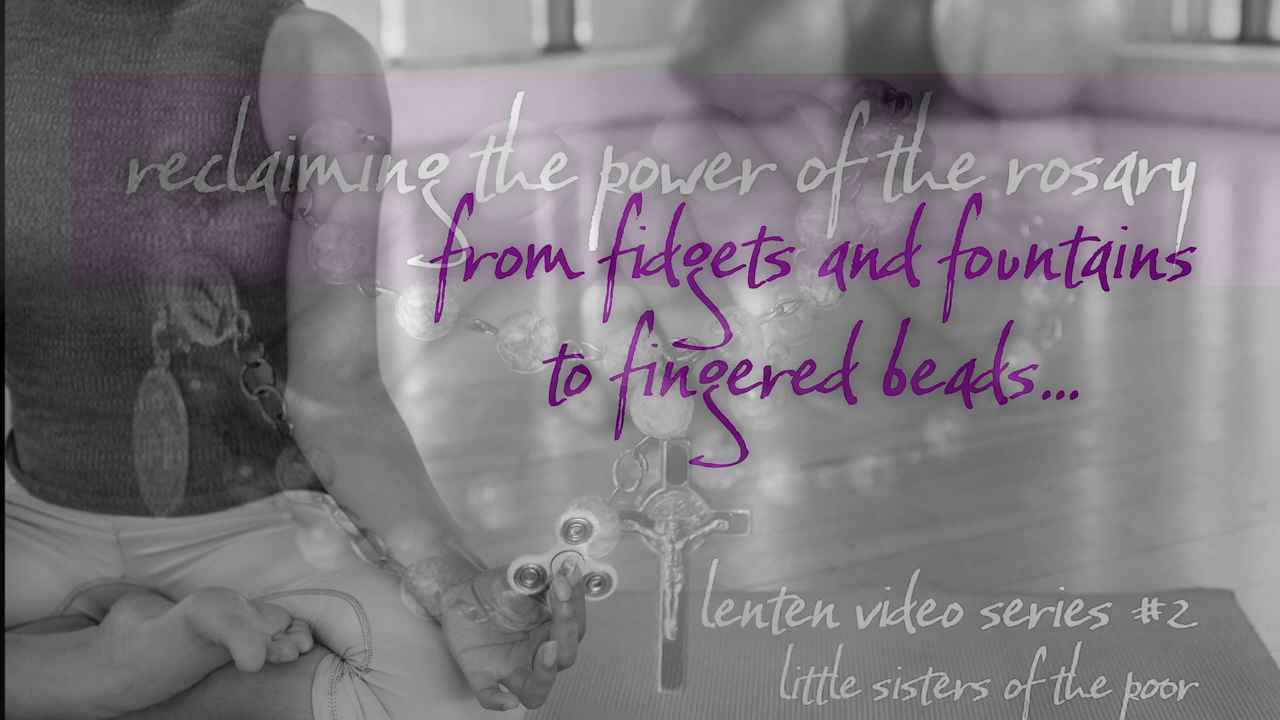 reclaiming the power of the rosary
from fidgets and fountains
to fingered beads...
lenten video series #2
little sisters of the poor